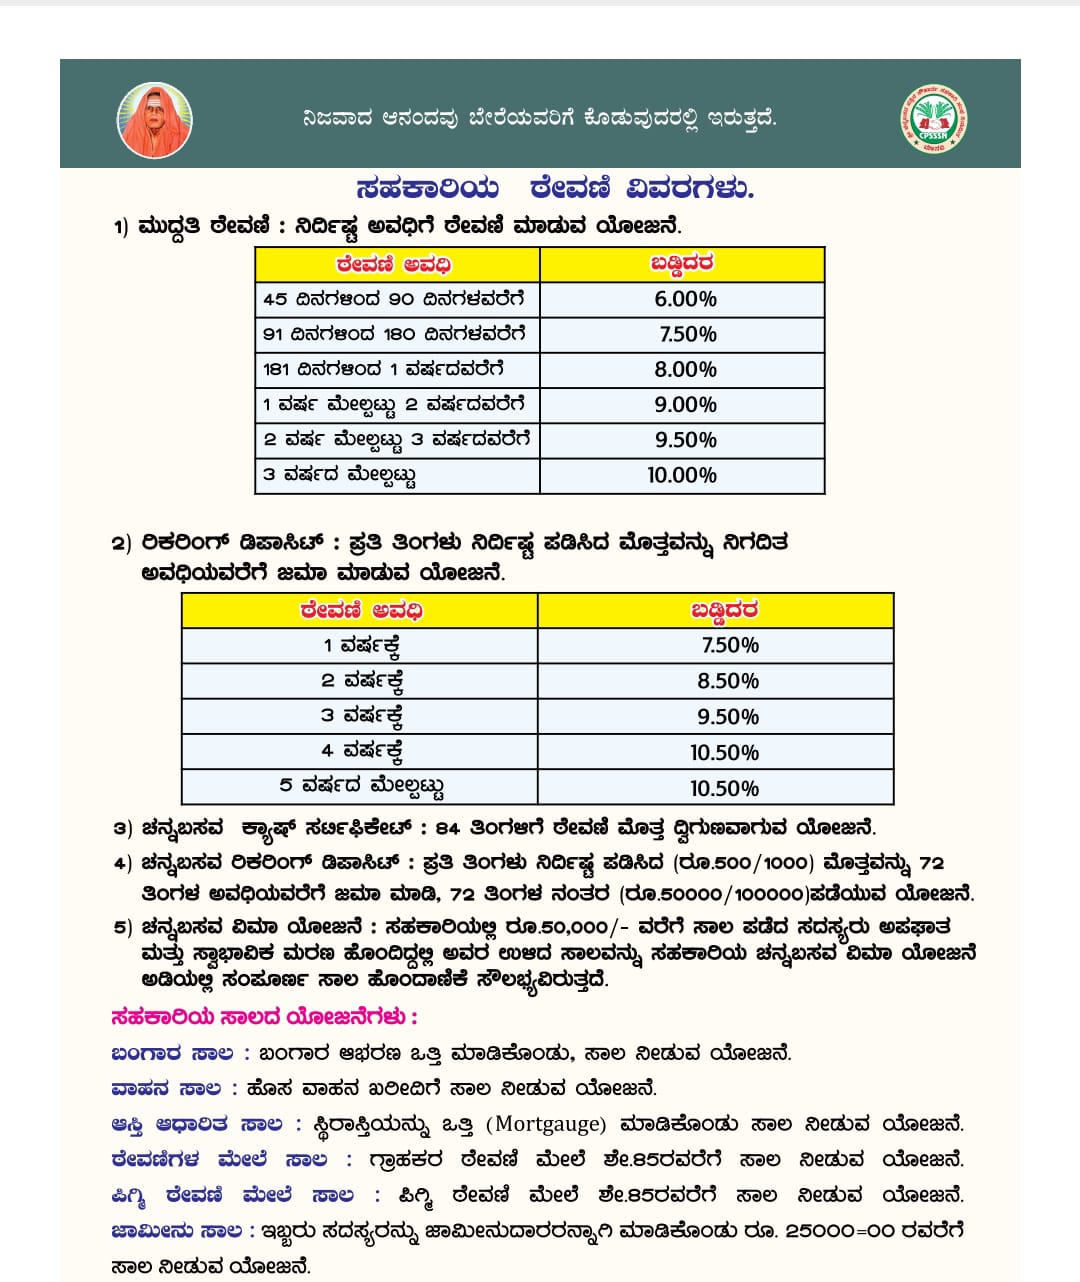 ನಿಜವಾದ ಆನಂದವು ಬೇರೆಯವರಿಗೆ ಕೊಡುವುದರಲ್ಲಿ ಇರುತ್ತದೆ.
CPSSSN
ಸಹಕಾರಿಯ ಠೇವಣಿ ವಿವರಗಳು.
1) ಮುದ್ದತಿ ಠೇವಣಿ : ನಿರ್ದಿಷ್ಟ ಅವಧಿಗೆ ಠೇವಣಿ ಮಾಡುವ ಯೋಜನೆ.
ಠೇವಣಿ ಅವಧಿ ಬಡ್ಡಿದರ
45 ದಿನಗಳಿಂದ 90 ದಿನಗಳವರೆಗೆ 6.00%
91 ದಿನಗಳಿಂದ 180 ದಿನಗಳವರೆಗೆ 7.50%
181 ದಿನಗಳಿಂದ 1 ವರ್ಷದವರೆಗೆ 8.00%
1 ವರ್ಷ ಮೇಲ್ಪಟ್ಟು 2 ವರ್ಷದವರೆಗೆ 9.00%
2 ವರ್ಷ ಮೇಲ್ಪಟ್ಟು 3 ವರ್ಷದವರೆಗೆ 9.50%
3 ವರ್ಷದ ಮೇಲ್ಪಟ್ಟು 10.00%
2) ರಿಕರಿಂಗ್ ಡಿಪಾಸಿಟ್ : ಪ್ರತಿ ತಿಂಗಳು ನಿರ್ದಿಷ್ಟ ಪಡಿಸಿದ ಮೊತ್ತವನ್ನು ನಿಗದಿತ
ಅವಧಿಯವರೆಗೆ ಜಮಾ ಮಾಡುವ ಯೋಜನೆ.
ಠೇವಣಿ ಅವಧಿ ಬಡ್ಡಿದರ
1 ವರ್ಷಕ್ಕೆ 7.50%
2 ವರ್ಷಕ್ಕೆ 8.50%
3 ವರ್ಷಕ್ಕೆ 9.50%
4 ವರ್ಷಕ್ಕೆ 10.50%
5 ವರ್ಷದ ಮೇಲ್ಪಟ್ಟು 10.50%
3) ಚನ್ನಬಸವ ಕ್ಯಾಷ್ ಸರ್ಟಿಫಿಕೇಟ್ : 84 ತಿಂಗಳಿಗೆ ಠೇವಣಿ ಮೊತ್ತ ದ್ವಿಗುಣವಾಗುವ ಯೋಜನೆ.
4) ಚನ್ನಬಸವ ರಿಕರಿಂಗ್ ಡಿಪಾಸಿಟ್ : ಪ್ರತಿ ತಿಂಗಳು ನಿರ್ದಿಷ್ಟ ಪಡಿಸಿದ (ರೂ.500/1000) ಮೊತ್ತವನ್ನು 72
ತಿಂಗಳ ಅವಧಿಯವರೆಗೆ ಜಮಾ ಮಾಡಿ, 72 ತಿಂಗಳ ನಂತರ (ರೂ.50000/100000)ಪಡೆಯುವ ಯೋಜನೆ.
5) ಚನ್ನಬಸವ ವಿಮಾ ಯೋಜನೆ : ಸಹಕಾರಿಯಲ್ಲಿ ರೂ.50,000/- ವರೆಗೆ ಸಾಲ ಪಡೆದ ಸದಸ್ಯರು ಅಪಘಾತ
ಮತ್ತು ಸ್ವಾಭಾವಿಕ ಮರಣ ಹೊಂದಿದ್ದಲ್ಲಿ ಅವರ ಉಳಿದ ಸಾಲವನ್ನು ಸಹಕಾರಿಯ ಚನ್ನಬಸವ ವಿಮಾ ಯೋಜನೆ
ಅಡಿಯಲ್ಲಿ ಸಂಪೂರ್ಣ ಸಾಲ ಹೊಂದಾಣಿಕೆ ಸೌಲಭ್ಯವಿರುತ್ತದೆ.
ಸಹಕಾರಿಯ ಸಾಲದ ಯೋಜನೆಗಳು :
ಬಂಗಾರ ಸಾಲ : ಬಂಗಾರ ಆಭರಣ ಒತ್ತಿ ಮಾಡಿಕೊಂಡು, ಸಾಲ ನೀಡುವ ಯೋಜನೆ.
ವಾಹನ ಸಾಲ : ಹೊಸ ವಾಹನ ಖರೀದಿಗೆ ಸಾಲ ನೀಡುವ ಯೋಜನೆ.
ಆಸ್ತಿ ಆಧಾರಿತ ಸಾಲ : ಸ್ಥಿರಾಸ್ತಿಯನ್ನು ಒತ್ತಿ (Mortgauge) ಮಾಡಿಕೊಂಡು ಸಾಲ ನೀಡುವ ಯೋಜನೆ.
ಠೇವಣಿಗಳ ಮೇಲೆ ಸಾಲ : ಗ್ರಾಹಕರ ಠೇವಣಿ ಮೇಲೆ ಶೇ.85ರವರೆಗೆ ಸಾಲ ನೀಡುವ ಯೋಜನೆ.
ಪಿಗ್ಮಿ ಠೇವಣಿ ಮೇಲೆ ಸಾಲ : ಪಿಗ್ಮಿ ಠೇವಣಿ ಮೇಲೆ ಶೇ.85ರವರೆಗೆ ಸಾಲ ನೀಡುವ ಯೋಜನೆ.
ಜಾಮೀನು ಸಾಲ : ಇಬ್ಬರು ಸದಸ್ಯರನ್ನು ಜಾಮೀನುದಾರರನ್ನಾಗಿ ಮಾಡಿಕೊಂಡು ರೂ. 25000=00 ರವರೆಗೆ
ಸಾಲ ನೀಡುವ ಯೋಜನೆ.